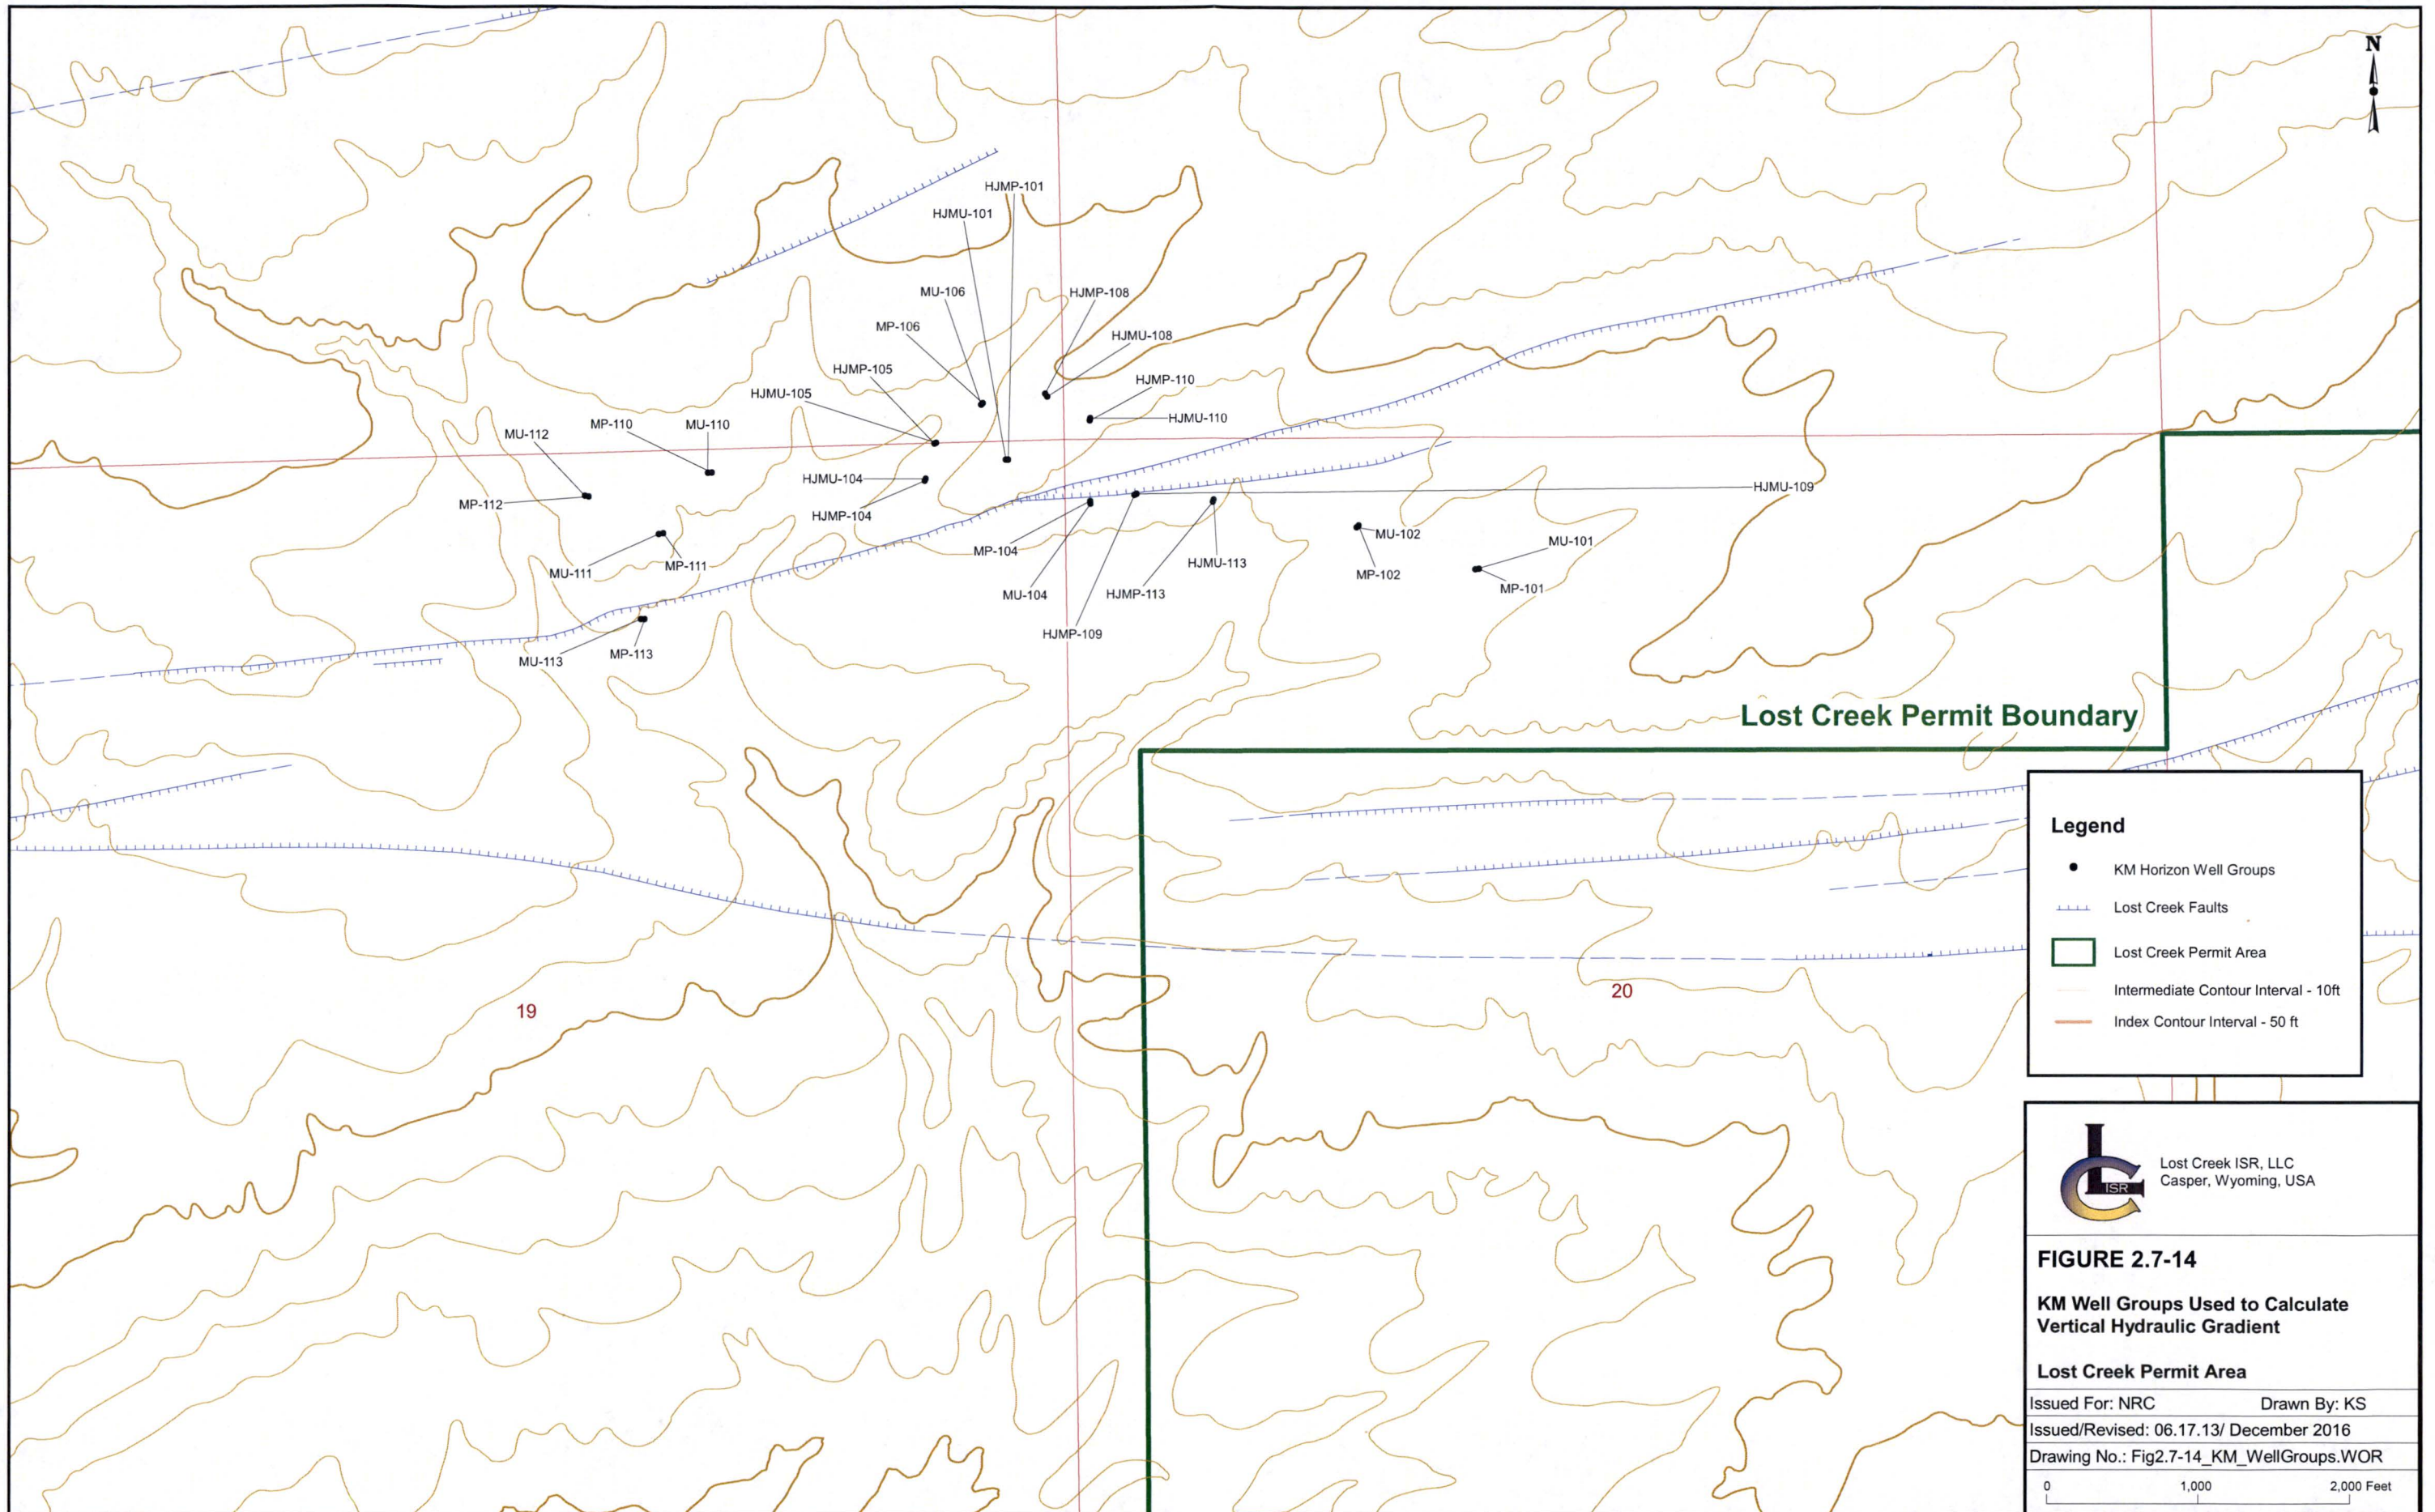 N
HJMP-101
HJMU-101
MU-106
HJMP-108
MP-106
HJMU-108
HJMP-105
HJMP-110
HJMU-105
HJMU-110
MP-110
MU-110
MU-112
HJMU-104
HJMU-109
MP-112
HJMP-104
MU-102
MU-101
MP-104
HJMU-113
MP-111
MU-111
MP-102
MP-101
MU-104
HJMP-113
HJMP-109
MP-113
MU-113
Lost Creek Permit Boundary
19
20
Legend
KM Horizon Well Groups
Lost Creek Faults
Lost Creek Permit Area
Intermediate Contour Interval - 10ft
Index Contour Interval - 50 ft
LC ISR
Lost Creek ISR, LLC
Casper, Wyoming, USA
FIGURE 2.7-14
KM Well Groups Used to Calculate
Vertical Hydraulic Gradient
Lost Creek Permit Area
Issued For: NRC Drawn By: KS
Issued/Revised: 06.17.13/ December 2016
Drawing No.: Fig2.7-14_KM_WellGroups.WOR
0 1,000 2,000 Feet